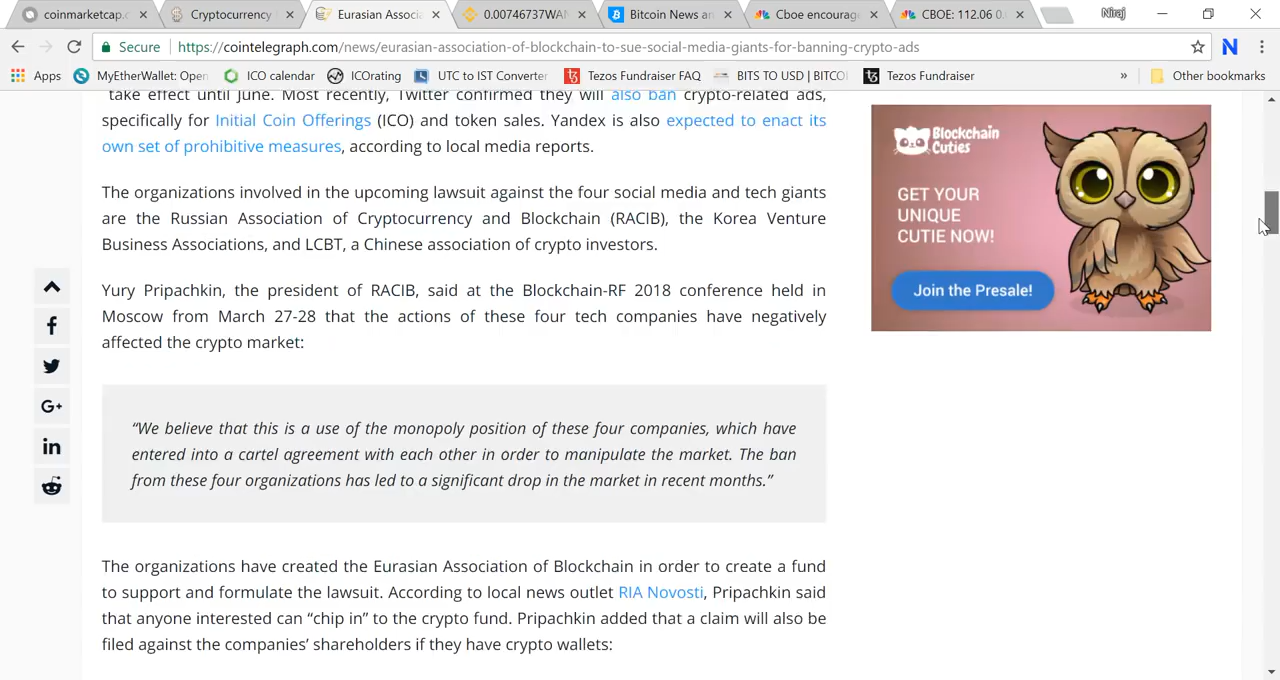 coinmarketcap.c
Cryptocurrency
Eurasian Associa
0.00746737WAN
Bitcoin News an
Cboe encourag
CBOE: 112.06 0.
Niraj
Secure
https://cointelegraph.com/news/eurasian-association-of-blockchain-to-sue-social-media-giants-for-banning-crypto-ads
Apps
MyEtherWallet: Open
ICO calendar
ICOrating
UTC to IST Converter
Tezos Fundraiser FAQ
BITS TO USD | BITCO
Tezos Fundraiser
»
Other bookmarks
take effect until June. Most recently, Twitter confirmed they will also ban crypto-related ads,
specifically for Initial Coin Offerings (ICO) and token sales. Yandex is also expected to enact its
own set of prohibitive measures, according to local media reports.
The organizations involved in the upcoming lawsuit against the four social media and tech giants
are the Russian Association of Cryptocurrency and Blockchain (RACIB), the Korea Venture
Business Associations, and LCBT, a Chinese association of crypto investors.
Yury Pripachkin, the president of RACIB, said at the Blockchain-RF 2018 conference held in
Moscow from March 27-28 that the actions of these four tech companies have negatively
affected the crypto market:
“We believe that this is a use of the monopoly position of these four companies, which have
entered into a cartel agreement with each other in order to manipulate the market. The ban
from these four organizations has led to a significant drop in the market in recent months.”
The organizations have created the Eurasian Association of Blockchain in order to create a fund
to support and formulate the lawsuit. According to local news outlet RIA Novosti, Pripachkin said
that anyone interested can “chip in” to the crypto fund. Pripachkin added that a claim will also be
filed against the companies’ shareholders if they have crypto wallets:
Blockchain
Cuties
GET YOUR
UNIQUE
CUTIE NOW!
Join the Presale!